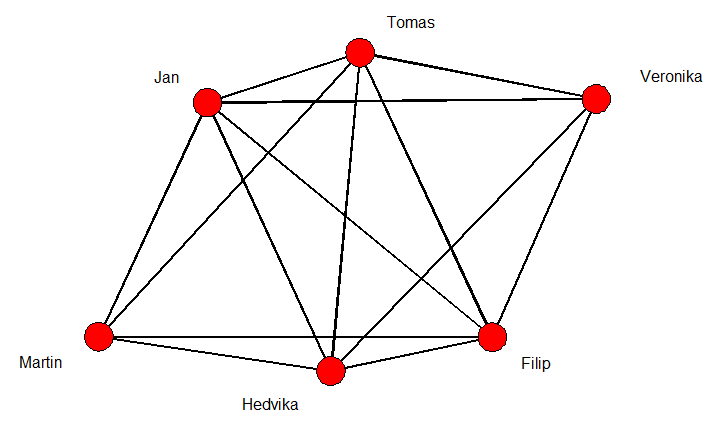 Tomas
Jan
Veronika
Martin
Filip
Hedvika